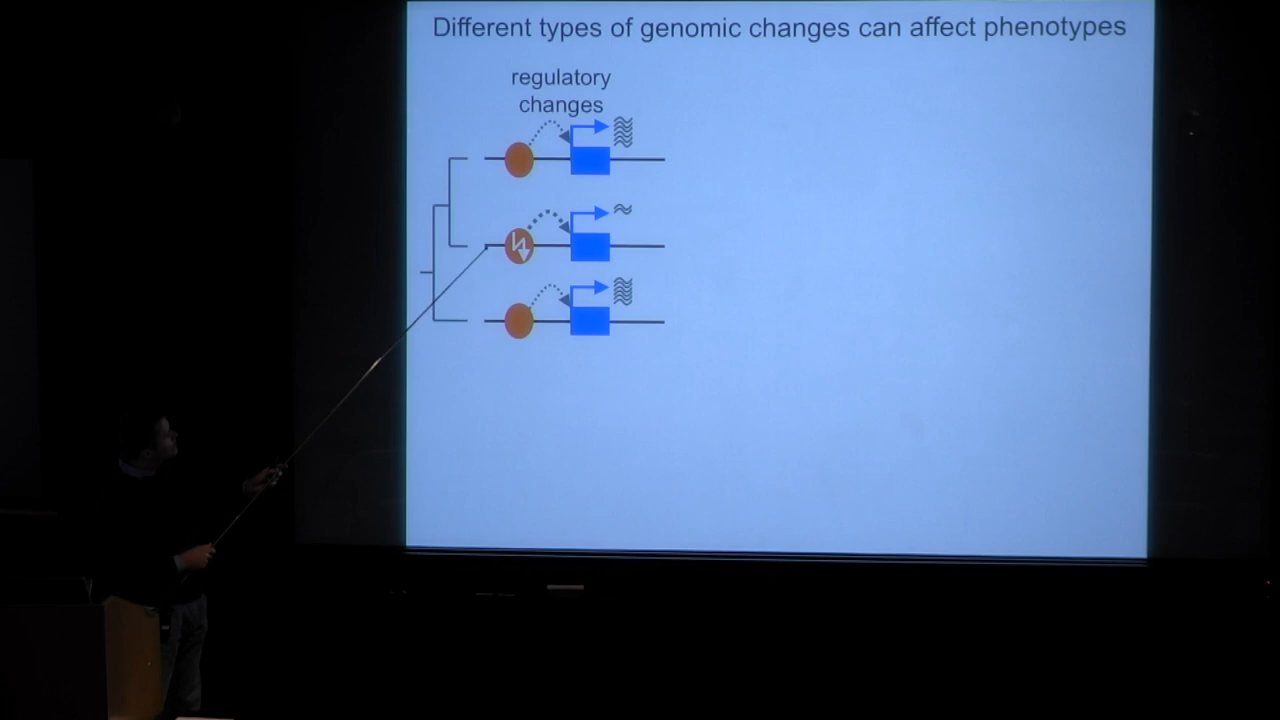 Different types of genomic changes can affect phenotypes
regulatory
changes